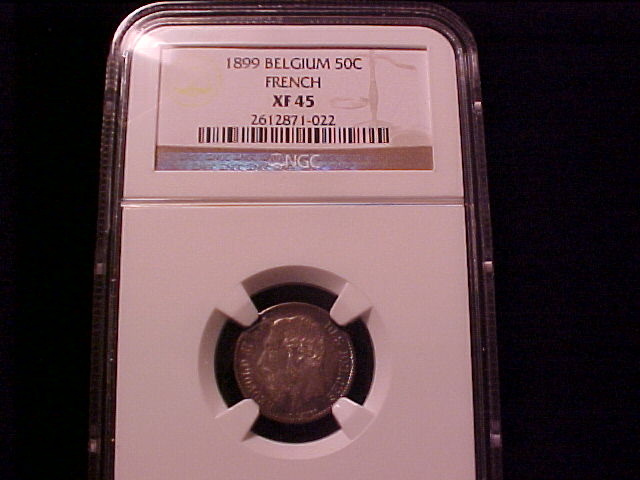 1899 BELGIUM 50C
FRENCH
XF 45
2612871-022
NGC